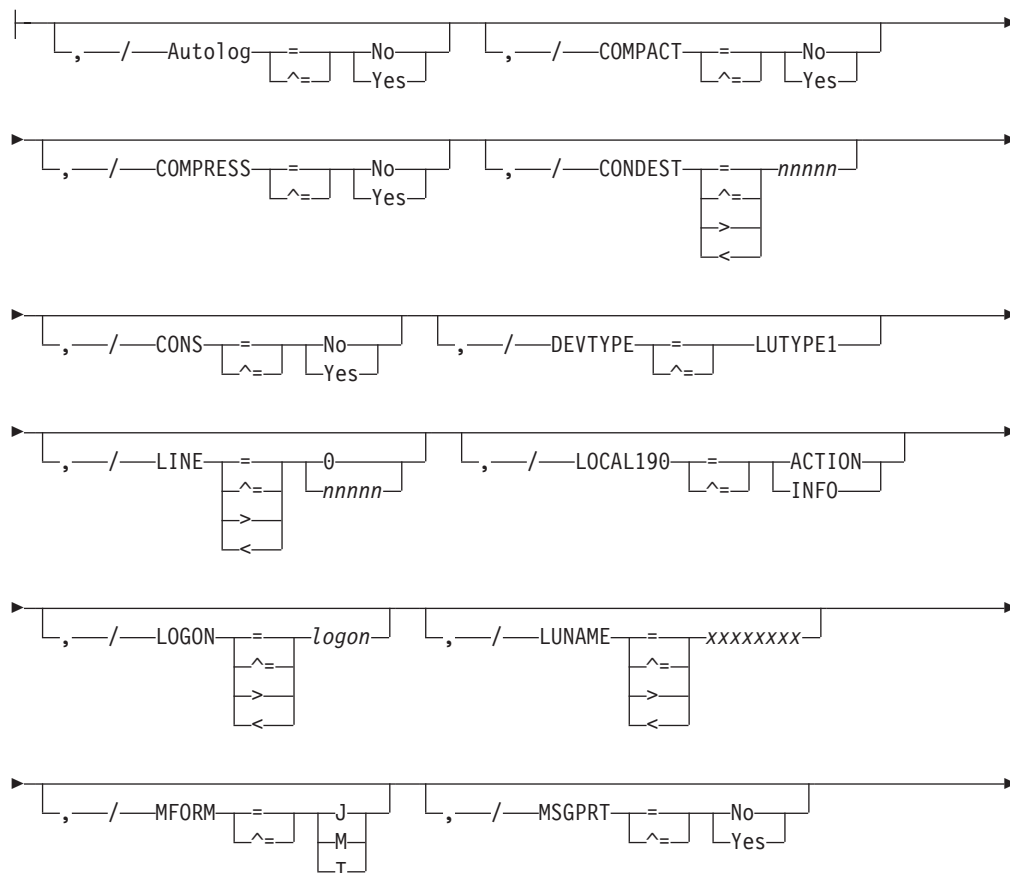 , / Autolog = No , / COMPACT = No
^= Yes ^= Yes
, / COMPRESS = No , / CONDEST = nnnnn
^= Yes ^=
>
<
, / CONS = No , / DEVTYPE = LUTYPE1
^= Yes ^=
, / LINE = 0 , / LOCAL190 = ACTION
^= nnnnn ^= INFO
>
<
, / LOGON = logon , / LUNAME = xxxxxxxx
^= ^=
> >
< <
, / MFORM = J , / MSGPRT = No
^= M ^= Yes
T